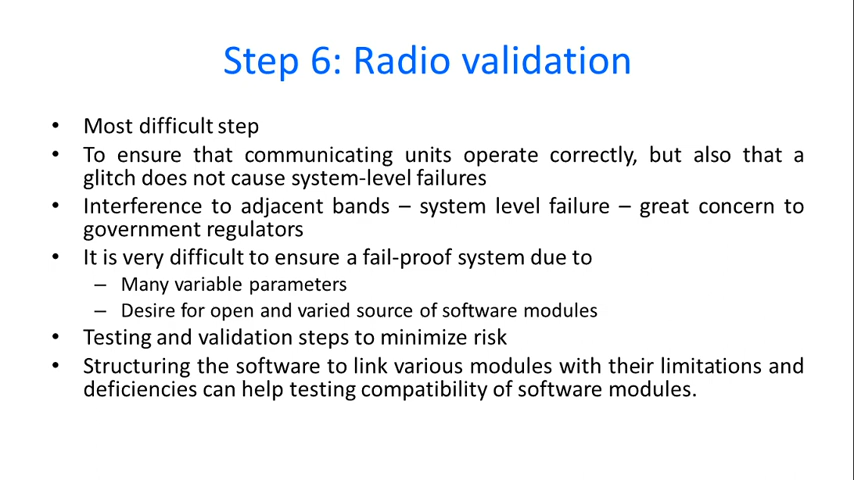 Step 6: Radio validation
• Most difficult step
• To ensure that communicating units operate correctly, but also that a
glitch does not cause system-level failures
• Interference to adjacent bands – system level failure – great concern to
government regulators
• It is very difficult to ensure a fail-proof system due to
– Many variable parameters
– Desire for open and varied source of software modules
• Testing and validation steps to minimize risk
• Structuring the software to link various modules with their limitations and
deficiencies can help testing compatibility of software modules.